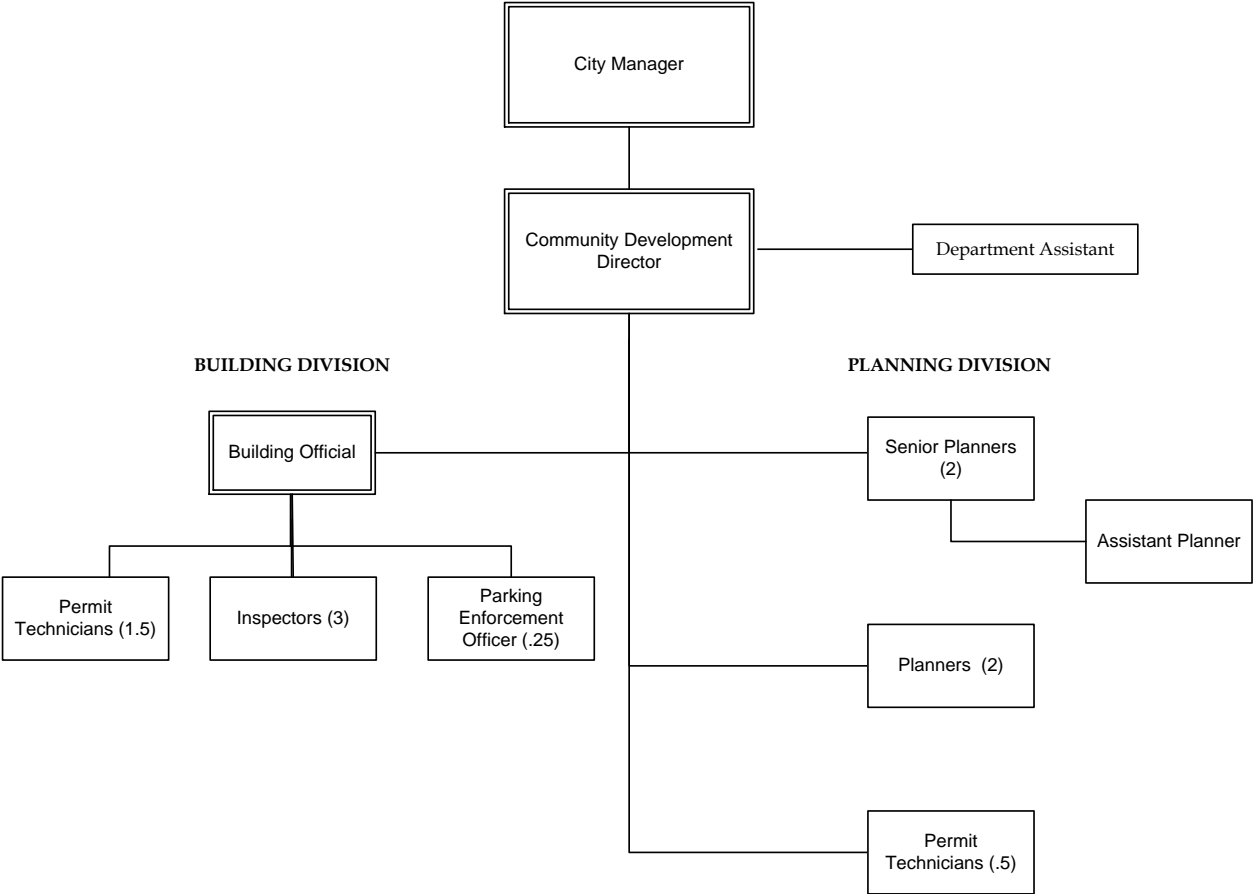 City Manager
Community Development
Director
Department Assistant
BUILDING DIVISION
PLANNING DIVISION
Building Official
Senior Planners
(2)
Assistant Planner
Permit
Technicians (1.5)
Inspectors (3)
Parking
Enforcement
Officer (.25)
Planners (2)
Permit
Technicians (.5)